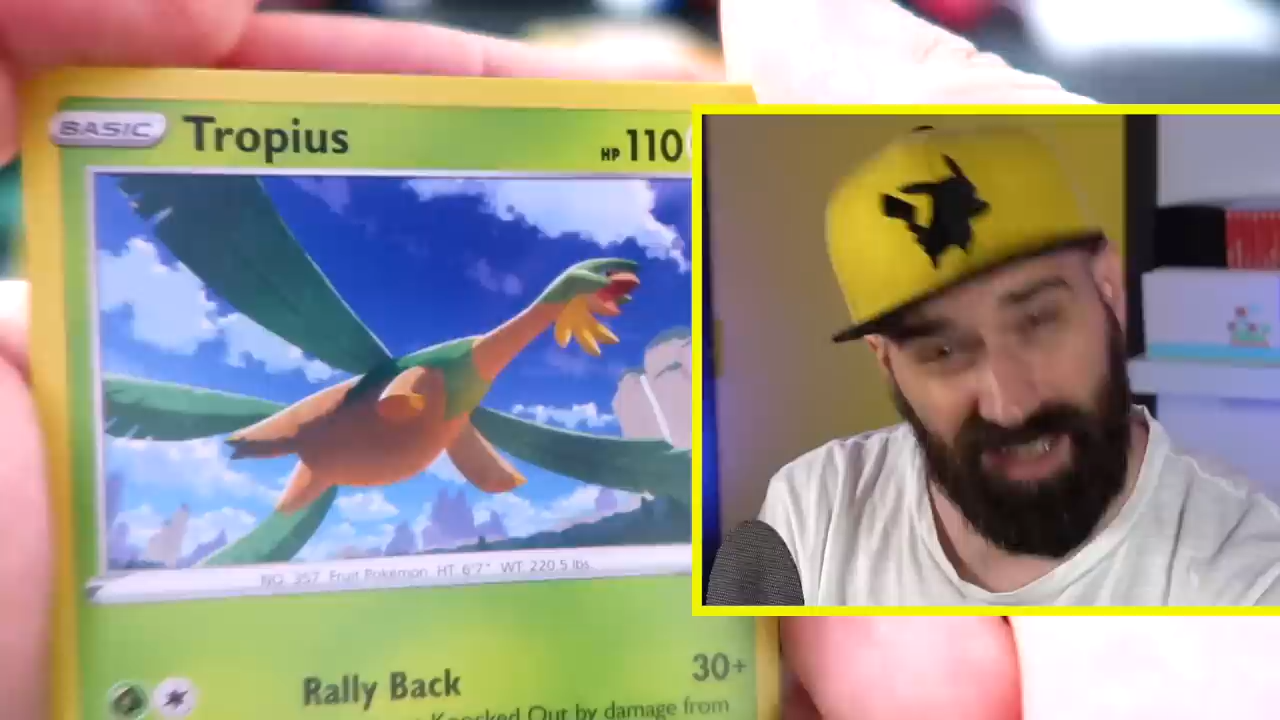 BASIC Tropius HP 110
NO. 357 Fruit Pokémon HT 6'7" WT 220.5 lbs.
Rally Back 30+
Knocked Out by damage from